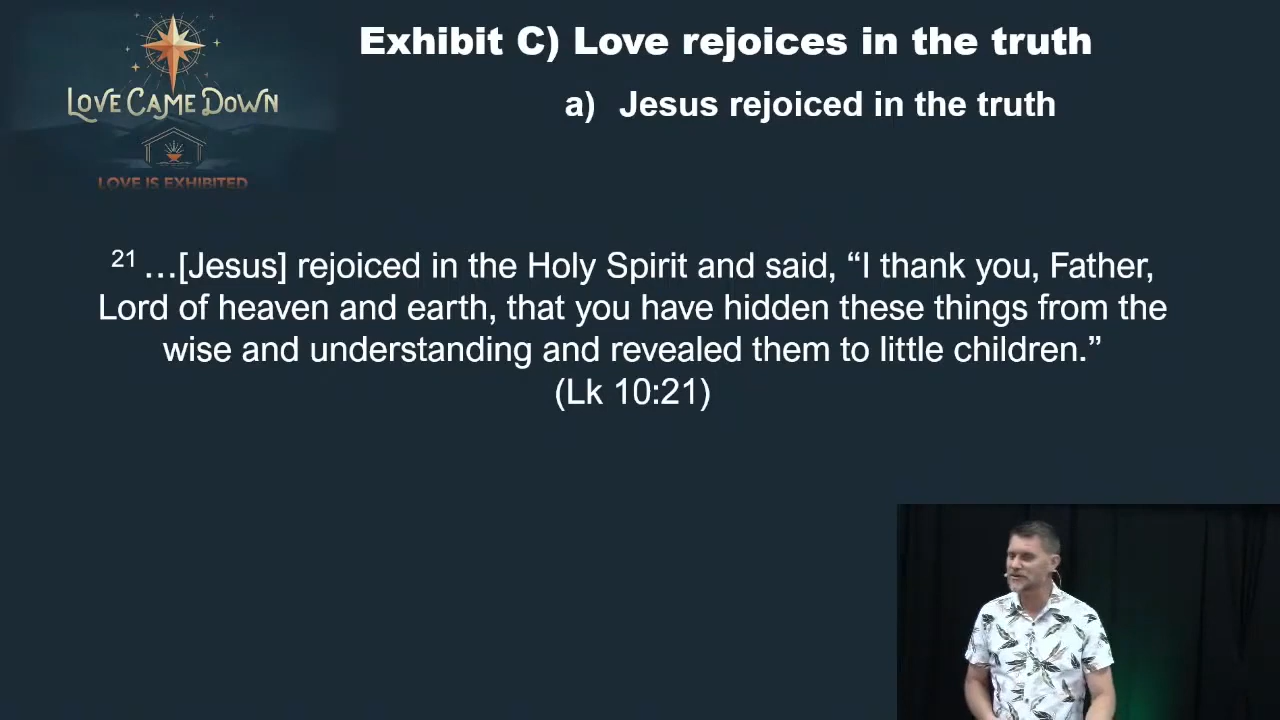 LOVE CAME DOWN
LOVE IS EXHIBITED
Exhibit C) Love rejoices in the truth
a) Jesus rejoiced in the truth
21 …[Jesus] rejoiced in the Holy Spirit and said, “I thank you, Father,
Lord of heaven and earth, that you have hidden these things from the
wise and understanding and revealed them to little children.”
(Lk 10:21)